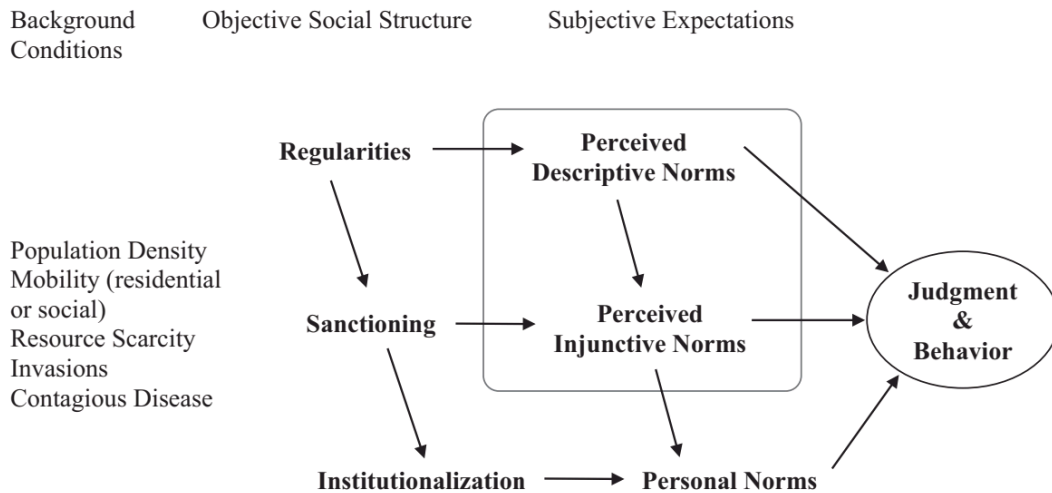 Background
Conditions
Objective Social Structure
Subjective Expectations
Regularities
Perceived
Descriptive Norms
Population Density
Mobility (residential
or social)
Resource Scarcity
Invasions
Contagious Disease
Sanctioning
Perceived
Injunctive Norms
Judgment
&
Behavior
Institutionalization
Personal Norms